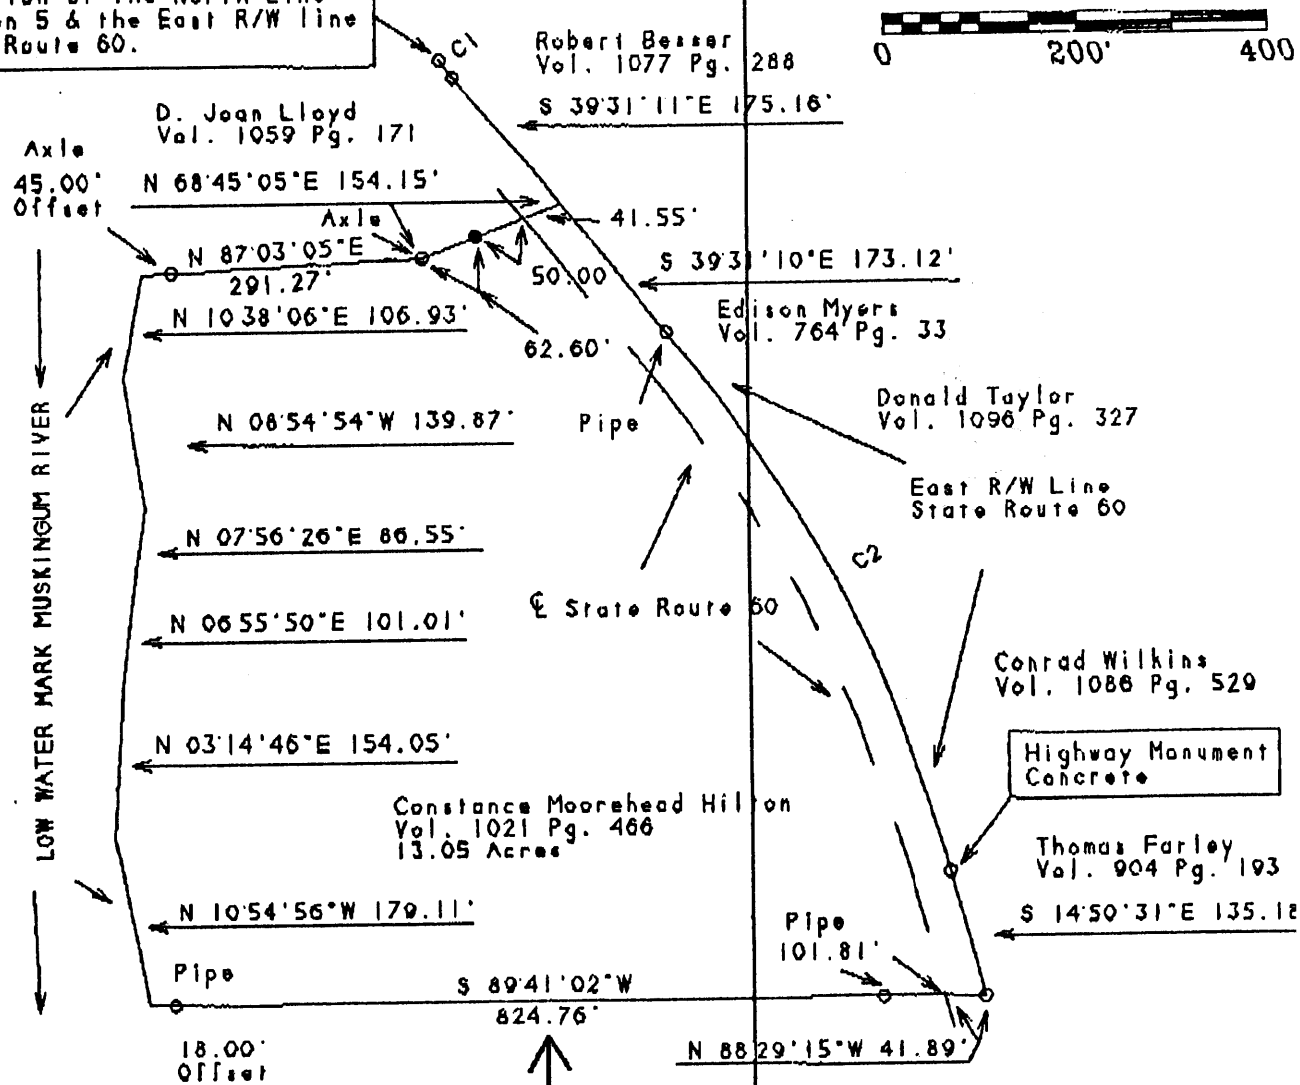 n 5 & the East R/W line
Route 60.
C1
0 200' 400
Robert Besser
Vol. 1077 Pg. 288
S 39°31'11"E 175.16'
D. Joan Lloyd
Vol. 1059 Pg. 171
Axle
45.00'
Offset
N 68°45'05"E 154.15'
Axle
41.55'
N 87°03'05"E
291.27'
50.00
S 39°31'10"E 173.12'
N 10°38'06"E 106.93'
Edison Myers
Vol. 764 Pg. 33
62.60'
Pipe
N 08°54'54"W 139.87'
Donald Taylor
Vol. 1096 Pg. 327
East R/W Line
State Route 60
LOW WATER MARK MUSKINGUM RIVER
N 07°56'26"E 86.55'
C2
℄ State Route 60
N 06°55'50"E 101.01'
Conrad Wilkins
Vol. 1086 Pg. 529
N 03°14'46"E 154.05'
Highway Monument
Concrete
Constance Moorehead Hilton
Vol. 1021 Pg. 466
13.05 Acres
Thomas Farley
Vol. 904 Pg. 193
N 10°54'56"W 179.11'
S 14°50'31"E 135.18
Pipe
101.81'
Pipe
S 89°41'02"W
824.76'
18.00'
Offset
N 88°29'15"W 41.89'